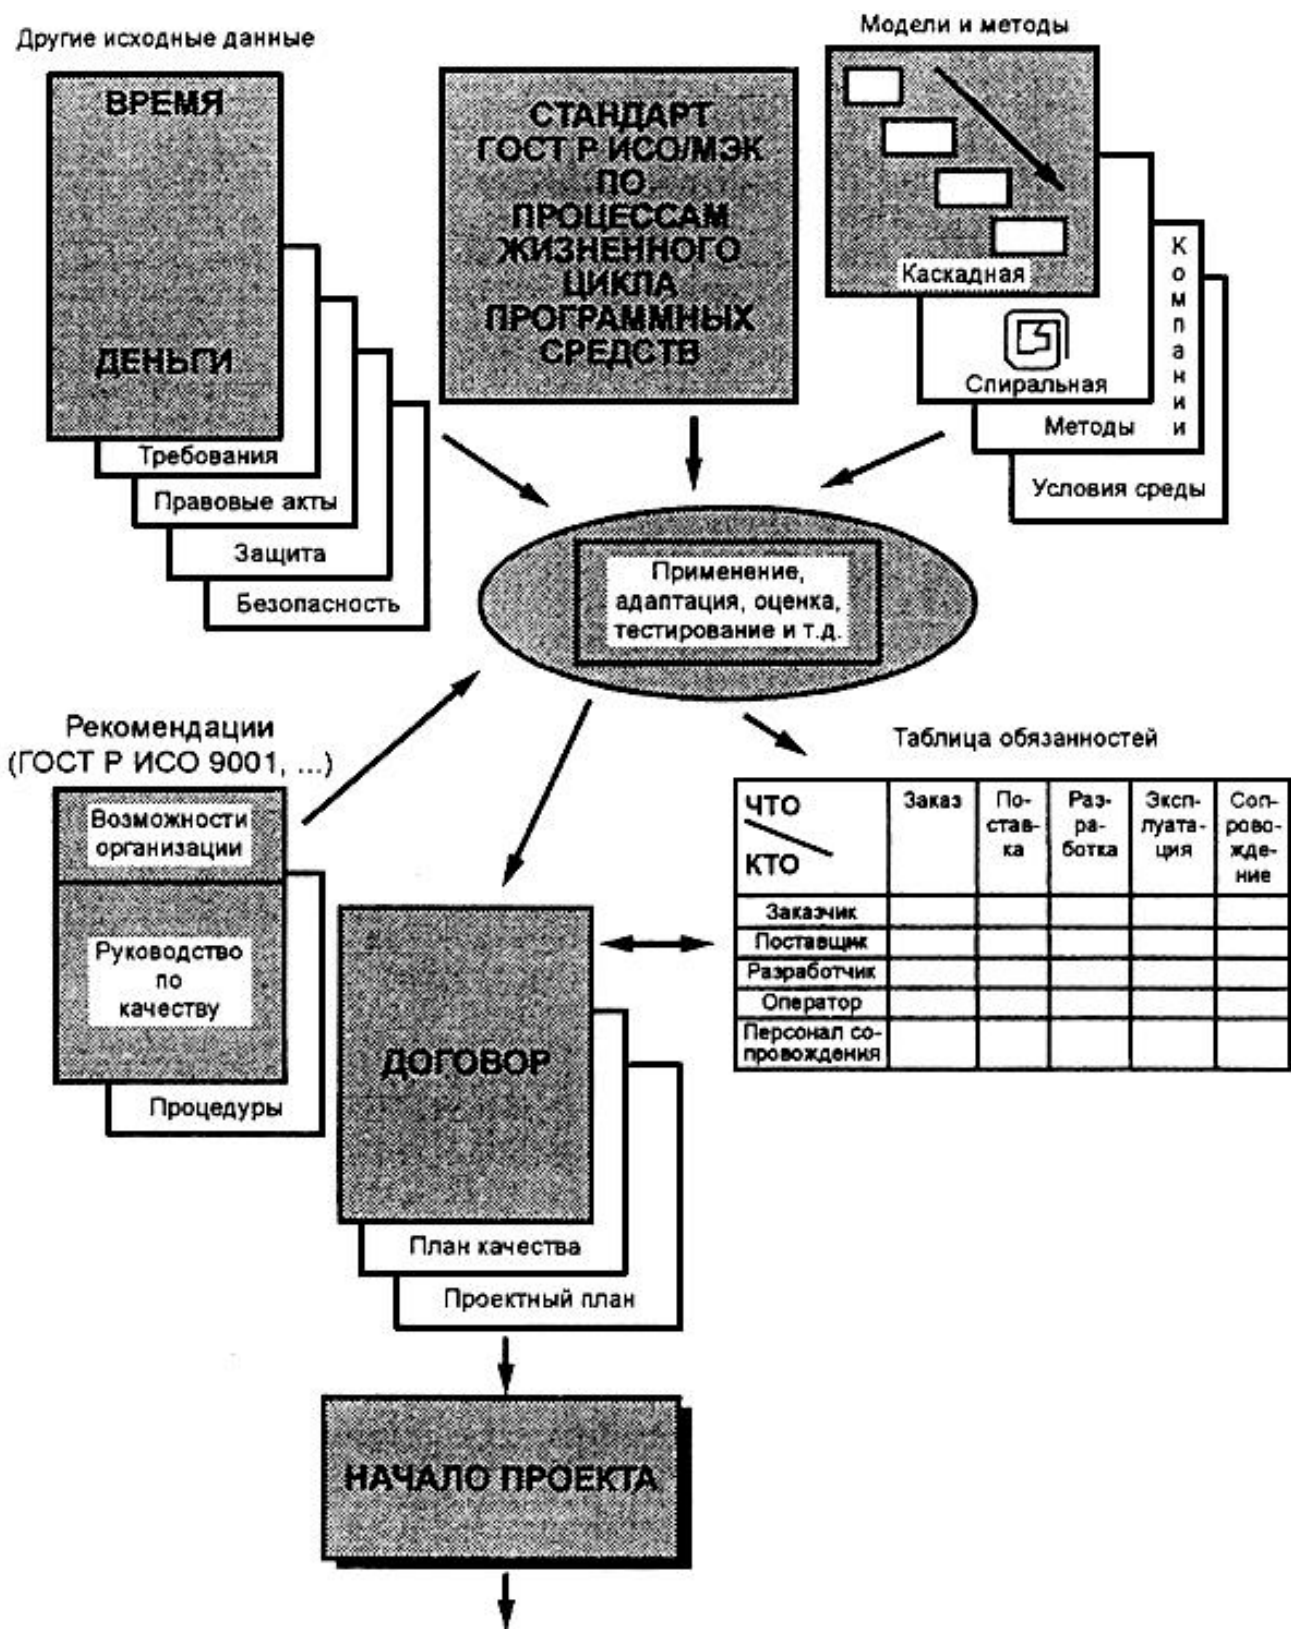 Другие исходные данные
ВРЕМЯ
ДЕНЬГИ
Требования
Правовые акты
Защита
Безопасность
СТАНДАРТ
ГОСТ Р ИСО/МЭК
ПО
ПРОЦЕССАМ
ЖИЗНЕННОГО
ЦИКЛА
ПРОГРАММНЫХ
СРЕДСТВ
Модели и методы
Каскадная
Спиральная
Методы
Компании
Условия среды
Применение,
адаптация, оценка,
тестирование и т.д.
Рекомендации
(ГОСТ Р ИСО 9001, ...)
Возможности
организации
Руководство
по
качеству
Процедуры
Таблица обязанностей
ЧТО
КТО
Заказ
По-
став-
ка
Раз-
ра-
ботка
Эксп-
луата-
ция
Соп-
рово-
жде-
ние
Заказчик
Поставщик
Разработчик
Оператор
Персонал со-
провождения
ДОГОВОР
План качества
Проектный план
НАЧАЛО ПРОЕКТА